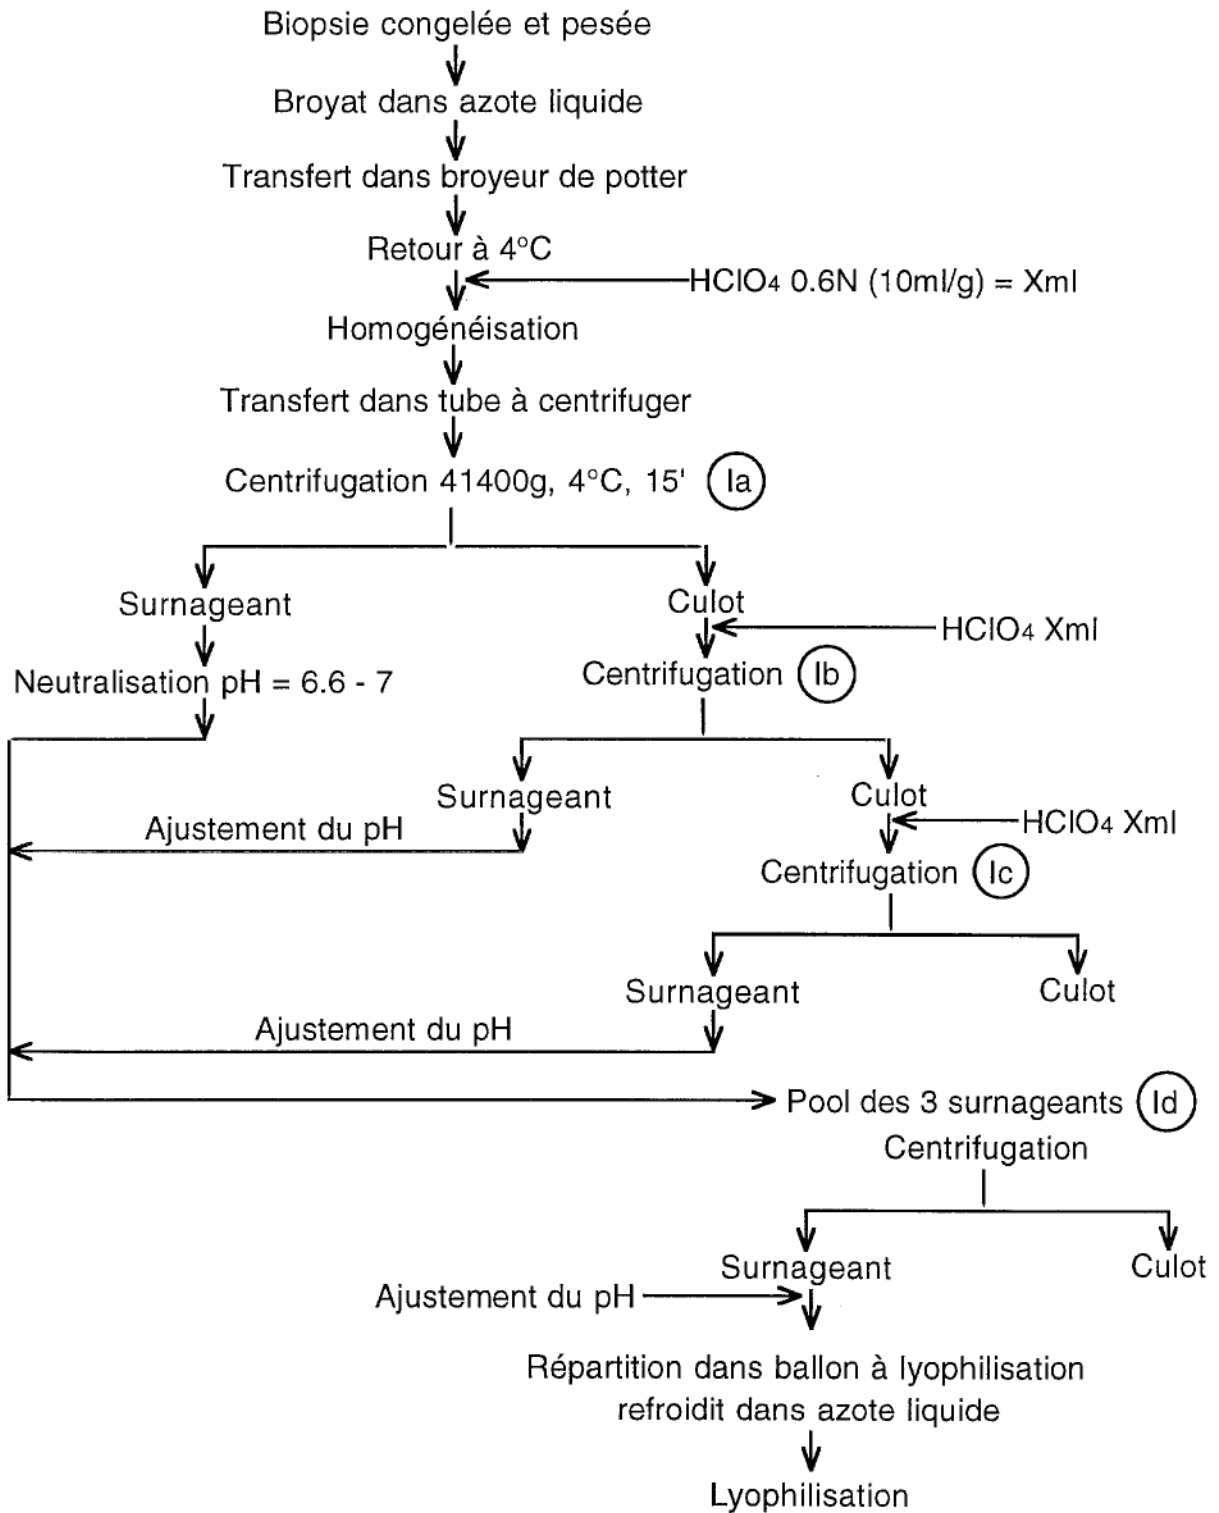 Biopsie congelée et pesée
Broyat dans azote liquide
Transfert dans broyeur de potter
Retour à 4°C
HClO4 0.6N (10ml/g) = Xml
Homogénéisation
Transfert dans tube à centrifuger
Centrifugation 41400g, 4°C, 15' Ia
Surnageant
Culot
HClO4 Xml
Neutralisation pH = 6.6 - 7
Centrifugation Ib
Surnageant
Culot
Ajustement du pH
HClO4 Xml
Centrifugation Ic
Surnageant
Culot
Ajustement du pH
Pool des 3 surnageants Id
Centrifugation
Surnageant
Culot
Ajustement du pH
Répartition dans ballon à lyophilisation
refroidit dans azote liquide
Lyophilisation